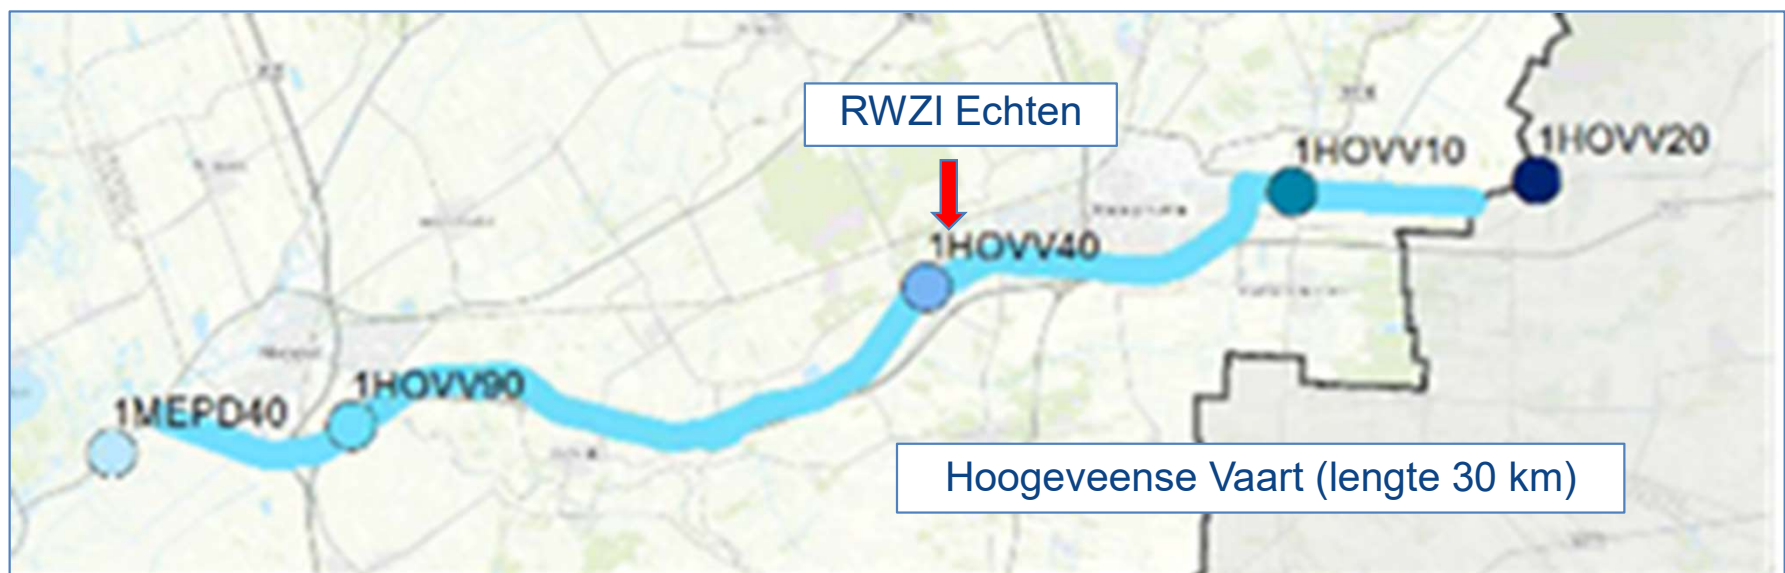 RWZI Echten
1HOVV10
1HOVV20
1HOVV40
1HOVV90
1MEPD40
Hoogeveense Vaart (lengte 30 km)